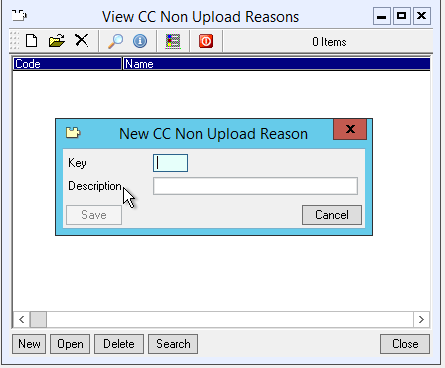 View CC Non Upload Reasons
0 Items
Code Name
New CC Non Upload Reason
Key
Description
Save Cancel
New Open Delete Search Close